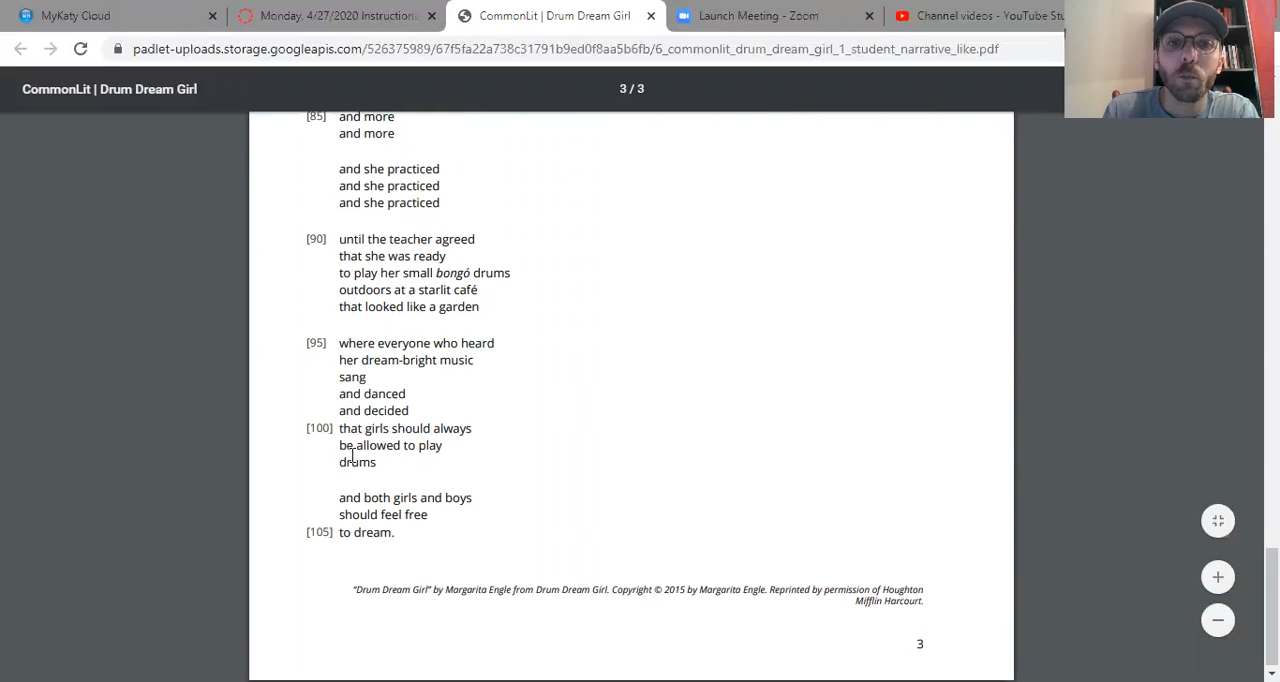 MyKaty Cloud
Monday, 4/27/2020 Instruction
CommonLit | Drum Dream Girl
Launch Meeting - Zoom
Channel videos - YouTube Stu
padlet-uploads.storage.googleapis.com/526375989/67f5fa22a738c31791b9ed0f8aa5b6fb/6_commonlit_drum_dream_girl_1_student_narrative_like.pdf
CommonLit | Drum Dream Girl
3 / 3
[85] and more
and more
and she practiced
and she practiced
and she practiced
[90] until the teacher agreed
that she was ready
to play her small bongó drums
outdoors at a starlit café
that looked like a garden
[95] where everyone who heard
her dream-bright music
sang
and danced
and decided
[100] that girls should always
be allowed to play
drums
and both girls and boys
should feel free
[105] to dream.
“Drum Dream Girl” by Margarita Engle from Drum Dream Girl. Copyright © 2015 by Margarita Engle. Reprinted by permission of Houghton
Mifflin Harcourt.
3